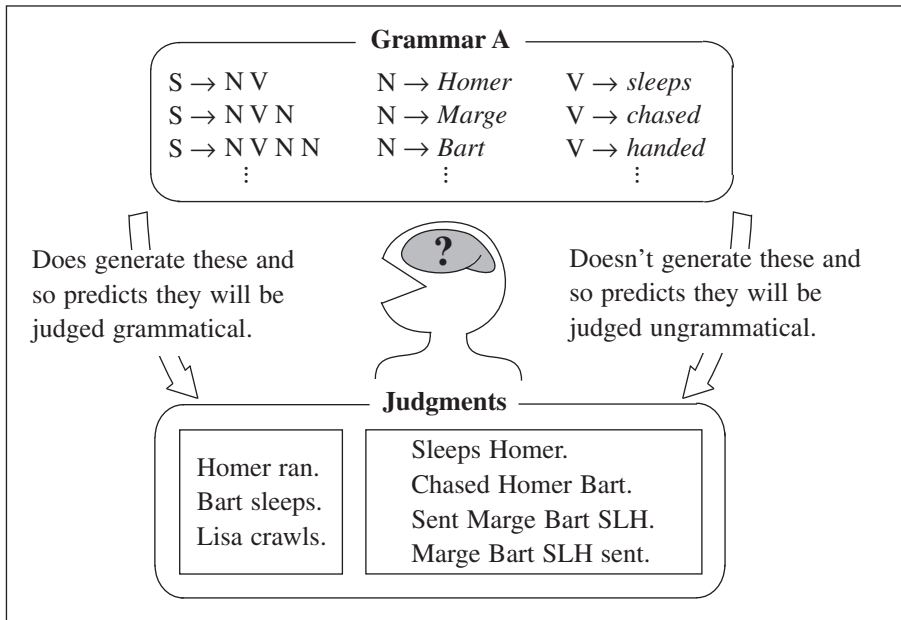 Grammar A
S → N V N → Homer V → sleeps
S → N V N N → Marge V → chased
S → N V N N N → Bart V → handed
⋮ ⋮ ⋮
?
Does generate these and
so predicts they will be
judged grammatical.
Doesn't generate these and
so predicts they will be
judged ungrammatical.
Judgments
Homer ran.
Bart sleeps.
Lisa crawls.
Sleeps Homer.
Chased Homer Bart.
Sent Marge Bart SLH.
Marge Bart SLH sent.